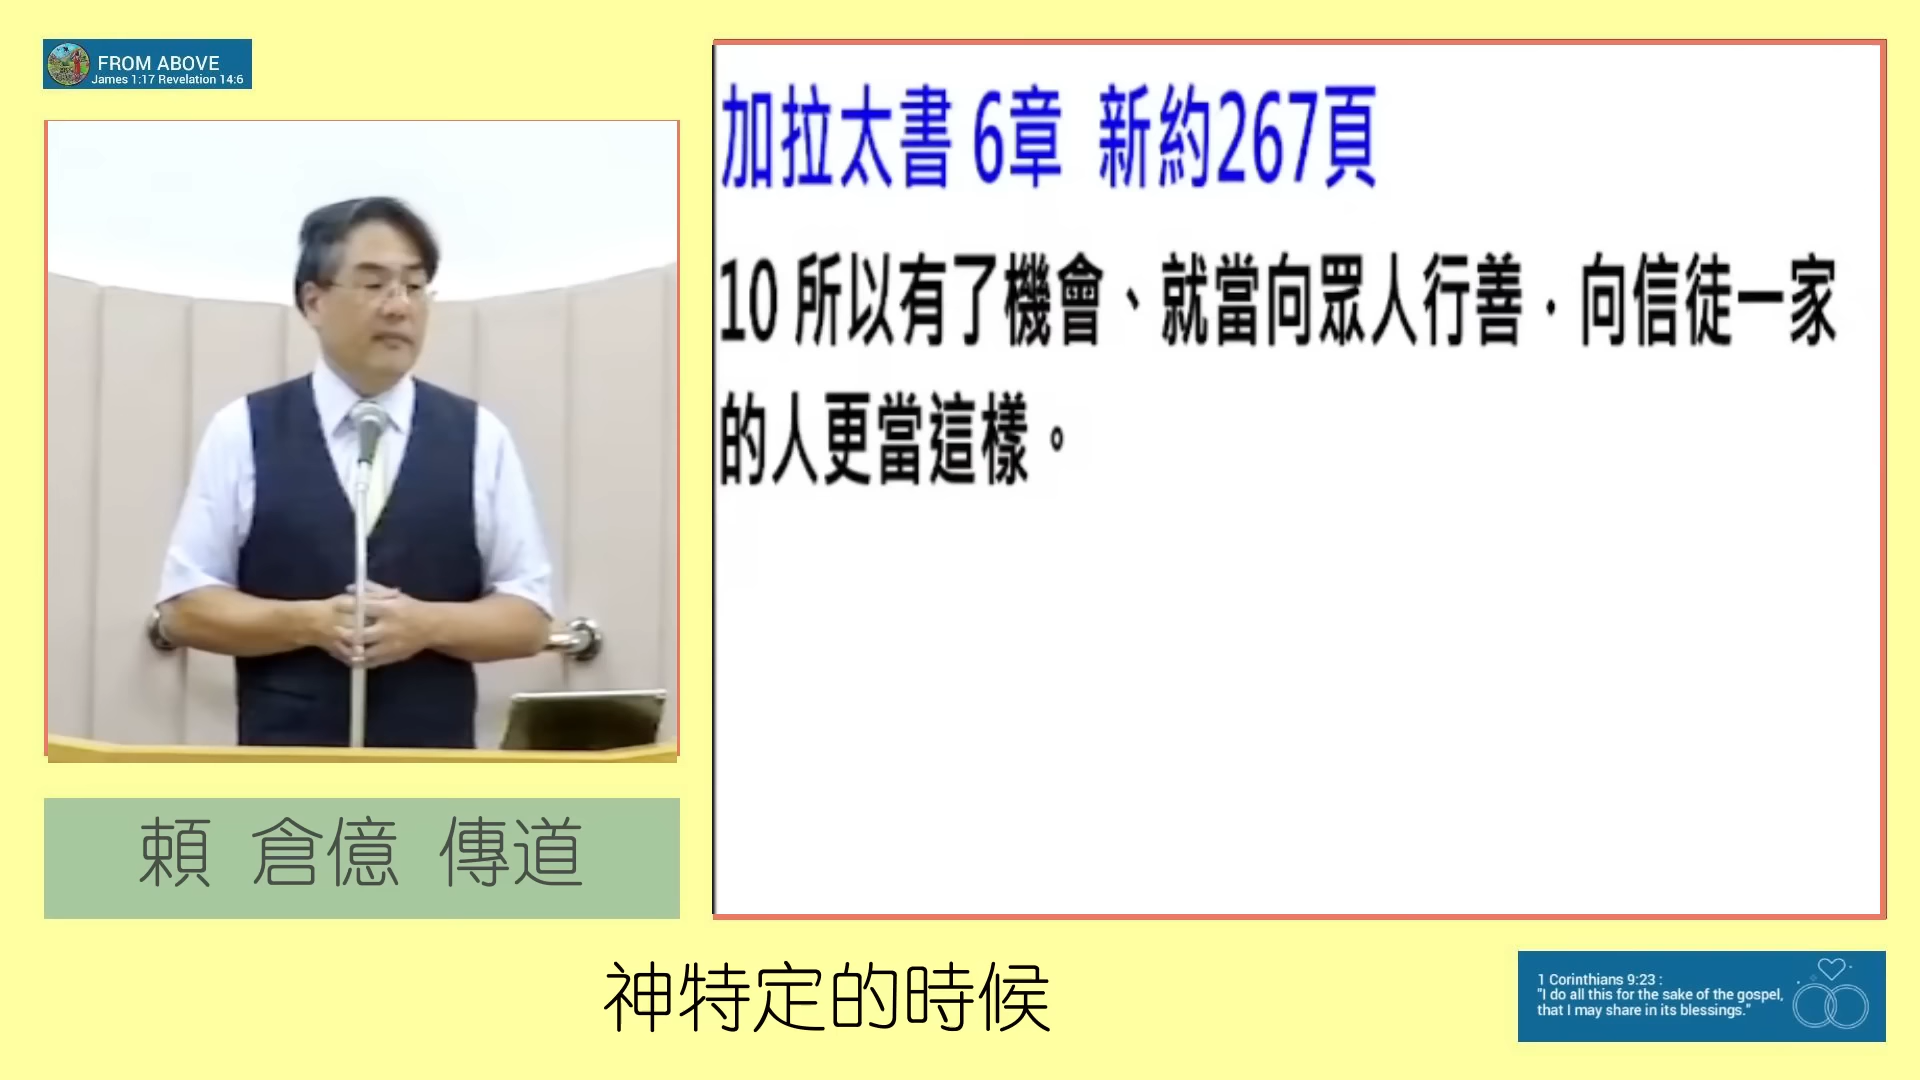 FROM ABOVE
James 1:17 Revelation 14:6
加拉太書 6章 新約267頁
10 所以有了機會、就當向眾人行善．向信徒一家
的人更當這樣。
賴 倉億 傳道
神特定的時候
1 Corinthians 9:23 :
"I do all this for the sake of the gospel,
that I may share in its blessings."